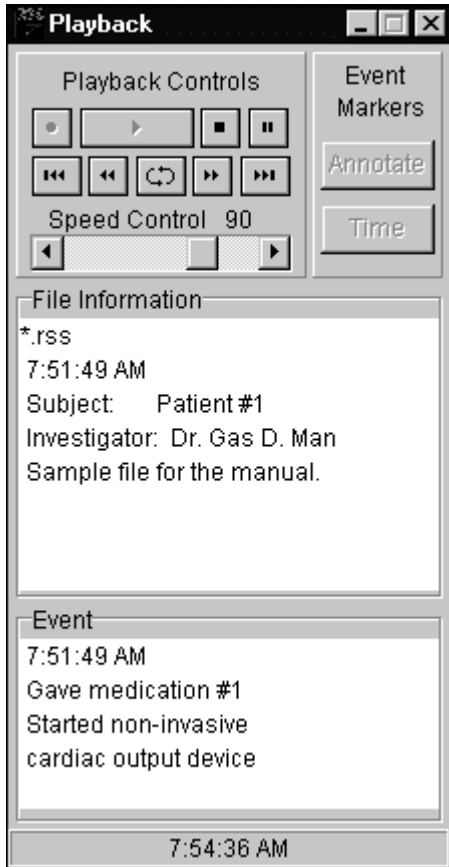 Playback
Playback Controls
Event
Markers
Annotate
Time
Speed Control 90
File Information
*.rss
7:51:49 AM
Subject: Patient #1
Investigator: Dr. Gas D. Man
Sample file for the manual.
Event
7:51:49 AM
Gave medication #1
Started non-invasive
cardiac output device
7:54:36 AM